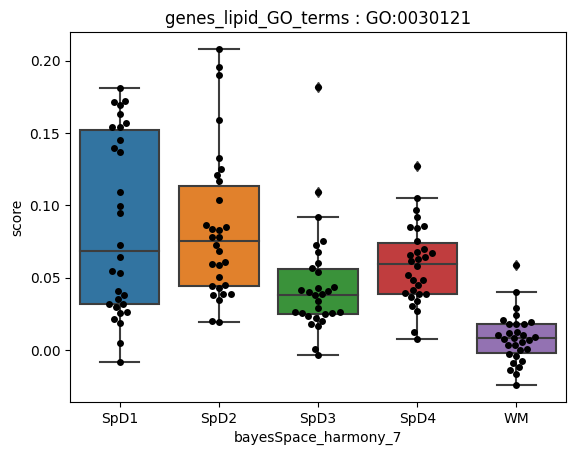 genes_lipid_GO_terms : GO:0030121
0.20
0.15
0.10
0.05
0.00
score
SpD1 SpD2 SpD3 SpD4 WM
bayesSpace_harmony_7